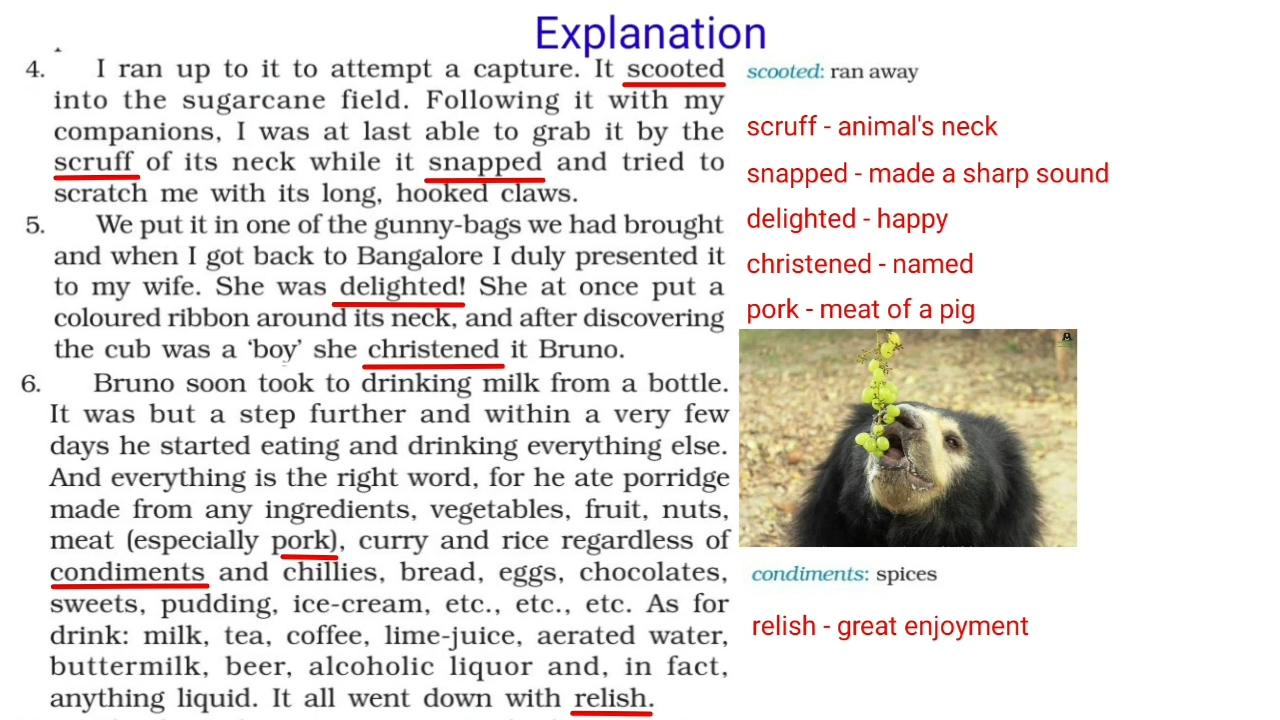 Explanation
4. I ran up to it to attempt a capture. It scooted
into the sugarcane field. Following it with my
companions, I was at last able to grab it by the
scruff of its neck while it snapped and tried to
scratch me with its long, hooked claws.
5. We put it in one of the gunny-bags we had brought
and when I got back to Bangalore I duly presented it
to my wife. She was delighted! She at once put a
coloured ribbon around its neck, and after discovering
the cub was a ‘boy’ she christened it Bruno.
6. Bruno soon took to drinking milk from a bottle.
It was but a step further and within a very few
days he started eating and drinking everything else.
And everything is the right word, for he ate porridge
made from any ingredients, vegetables, fruit, nuts,
meat (especially pork), curry and rice regardless of
condiments and chillies, bread, eggs, chocolates,
sweets, pudding, ice-cream, etc., etc., etc. As for
drink: milk, tea, coffee, lime-juice, aerated water,
buttermilk, beer, alcoholic liquor and, in fact,
anything liquid. It all went down with relish.
scooted: ran away
scruff - animal's neck
snapped - made a sharp sound
delighted - happy
christened - named
pork - meat of a pig
condiments: spices
relish - great enjoyment